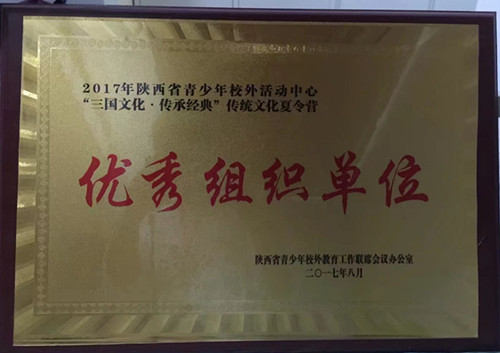 2017年陕西省青少年校外活动中心
“三国文化·传承经典”传统文化夏令营
优秀组织单位
陕西省青少年校外教育工作联席会议办公室
二〇一七年八月